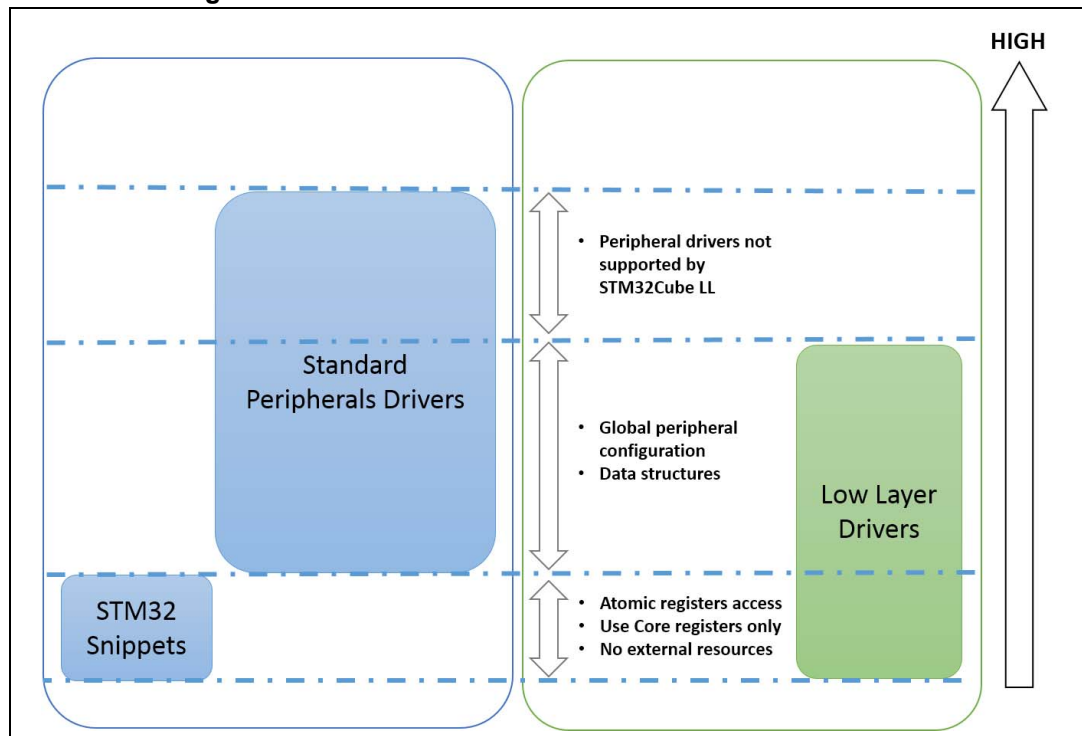 HIGH
• Peripheral drivers not
supported by
STM32Cube LL
Standard
Peripherals Drivers
• Global peripheral
configuration
• Data structures
Low Layer
Drivers
STM32
Snippets
• Atomic registers access
• Use Core registers only
• No external resources